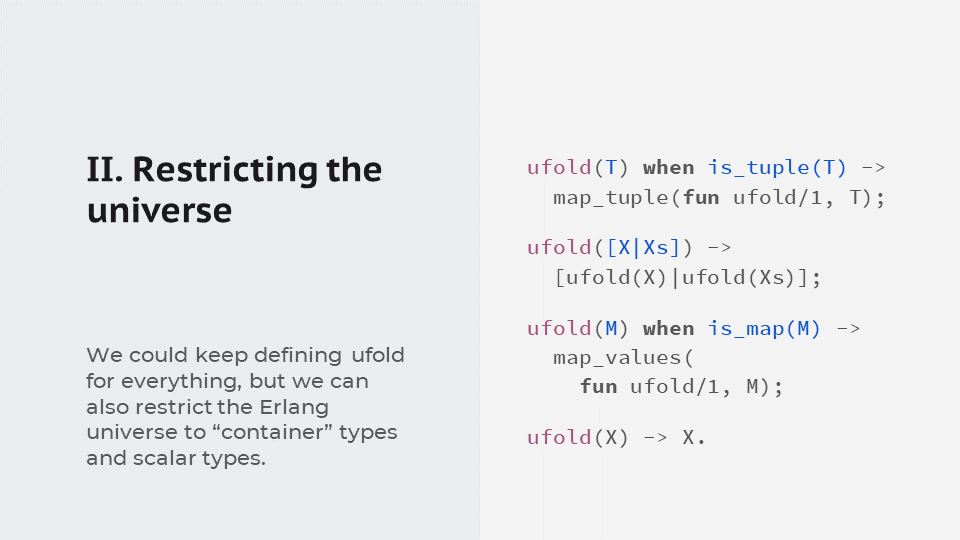 II. Restricting the
universe
We could keep defining ufold
for everything, but we can
also restrict the Erlang
universe to “container” types
and scalar types.
ufold(T) when is_tuple(T) ->
  map_tuple(fun ufold/1, T);
ufold([X|Xs]) ->
  [ufold(X)|ufold(Xs)];
ufold(M) when is_map(M) ->
  map_values(
    fun ufold/1, M);
ufold(X) -> X.